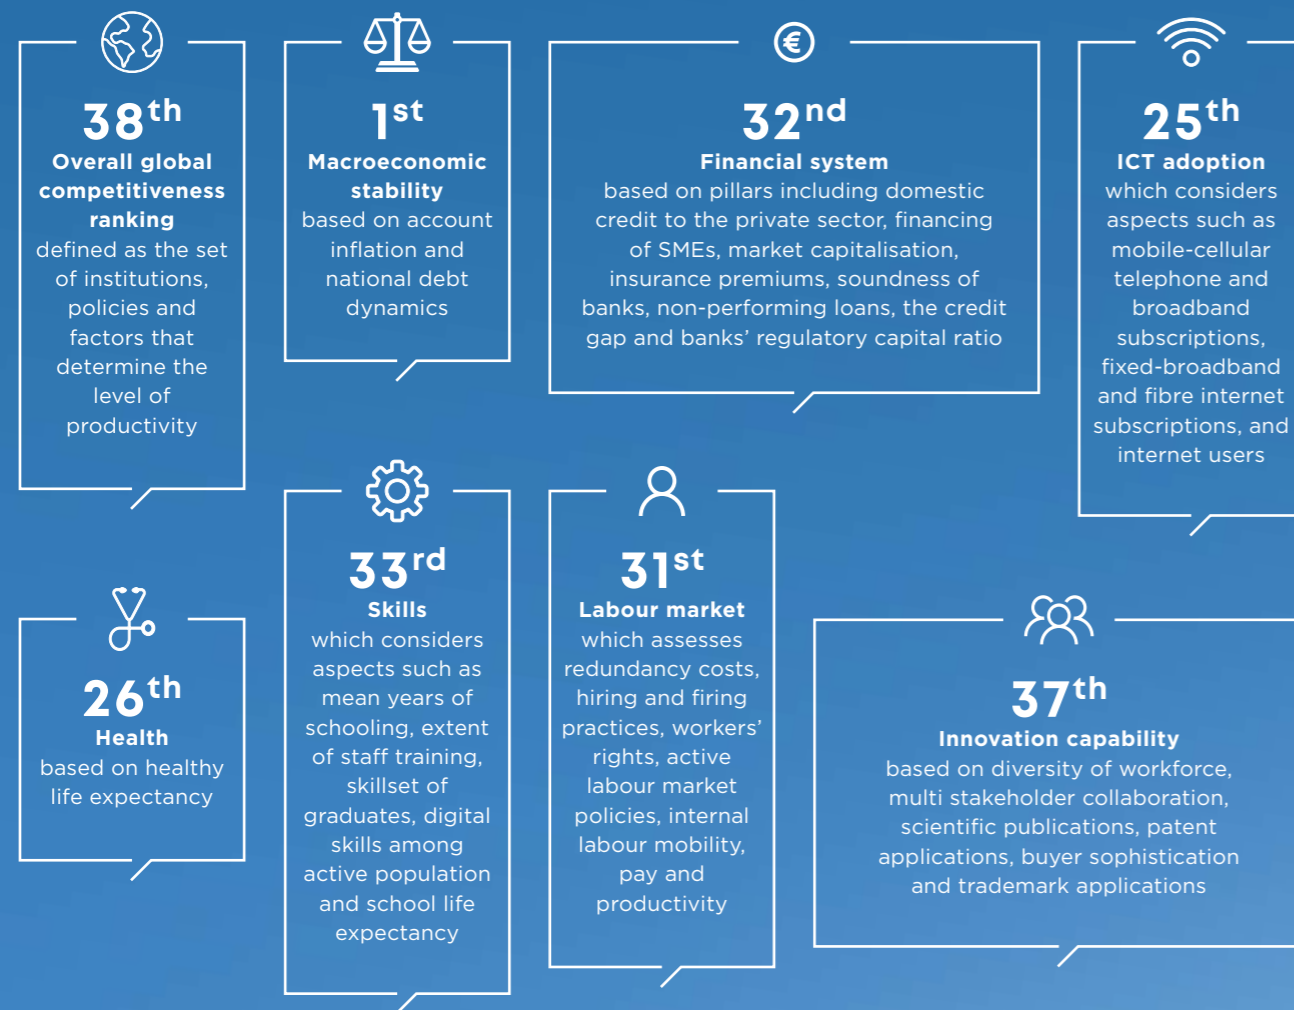 38th
Overall global
competitiveness
ranking
defined as the set
of institutions,
policies and
factors that
determine the
level of
productivity
1st
Macroeconomic
stability
based on account
inflation and
national debt
dynamics
€
32nd
Financial system
based on pillars including domestic
credit to the private sector, financing
of SMEs, market capitalisation,
insurance premiums, soundness of
banks, non-performing loans, the credit
gap and banks’ regulatory capital ratio
25th
ICT adoption
which considers
aspects such as
mobile-cellular
telephone and
broadband
subscriptions,
fixed-broadband
and fibre internet
subscriptions, and
internet users
26th
Health
based on healthy
life expectancy
33rd
Skills
which considers
aspects such as
mean years of
schooling, extent
of staff training,
skillset of
graduates, digital
skills among
active population
and school life
expectancy
31st
Labour market
which assesses
redundancy costs,
hiring and firing
practices, workers’
rights, active
labour market
policies, internal
labour mobility,
pay and
productivity
37th
Innovation capability
based on diversity of workforce,
multi stakeholder collaboration,
scientific publications, patent
applications, buyer sophistication
and trademark applications